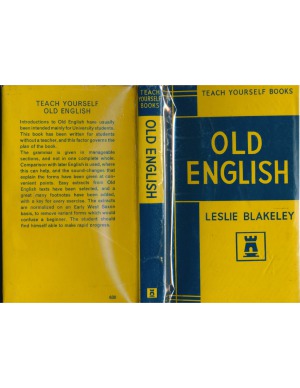 TEACH YOURSELF
OLD ENGLISH
Introductions to Old English have usually
been intended mainly for University students.
This book has been written for students
without a teacher, and this factor governs the
plan of the book.
The grammar is given in manageable
sections, and not in one complete whole.
Comparison with later English is used, where
this can help, and the sound-changes that
explain the forms have been given at con-
venient points. Easy extracts from Old
English texts have been selected, and a
great many footnotes have been added,
with a key for every exercise. The extracts
are normalized on an Early West Saxon
basis, to remove variant forms which would
confuse a beginner. The student should
find himself able to make rapid progress.
TEACH
YOURSELF
BOOKS
OLD ENGLISH
TEACH YOURSELF BOOKS
OLD
ENGLISH
LESLIE BLAKELEY